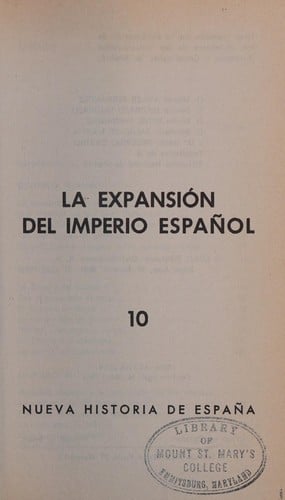 LA EXPANSIÓN
DEL IMPERIO ESPAÑOL
10
NUEVA HISTORIA DE ESPAÑA
LIBRARY
OF
MOUNT ST. MARY'S
COLLEGE
EMMITSBURG, MARYLAND